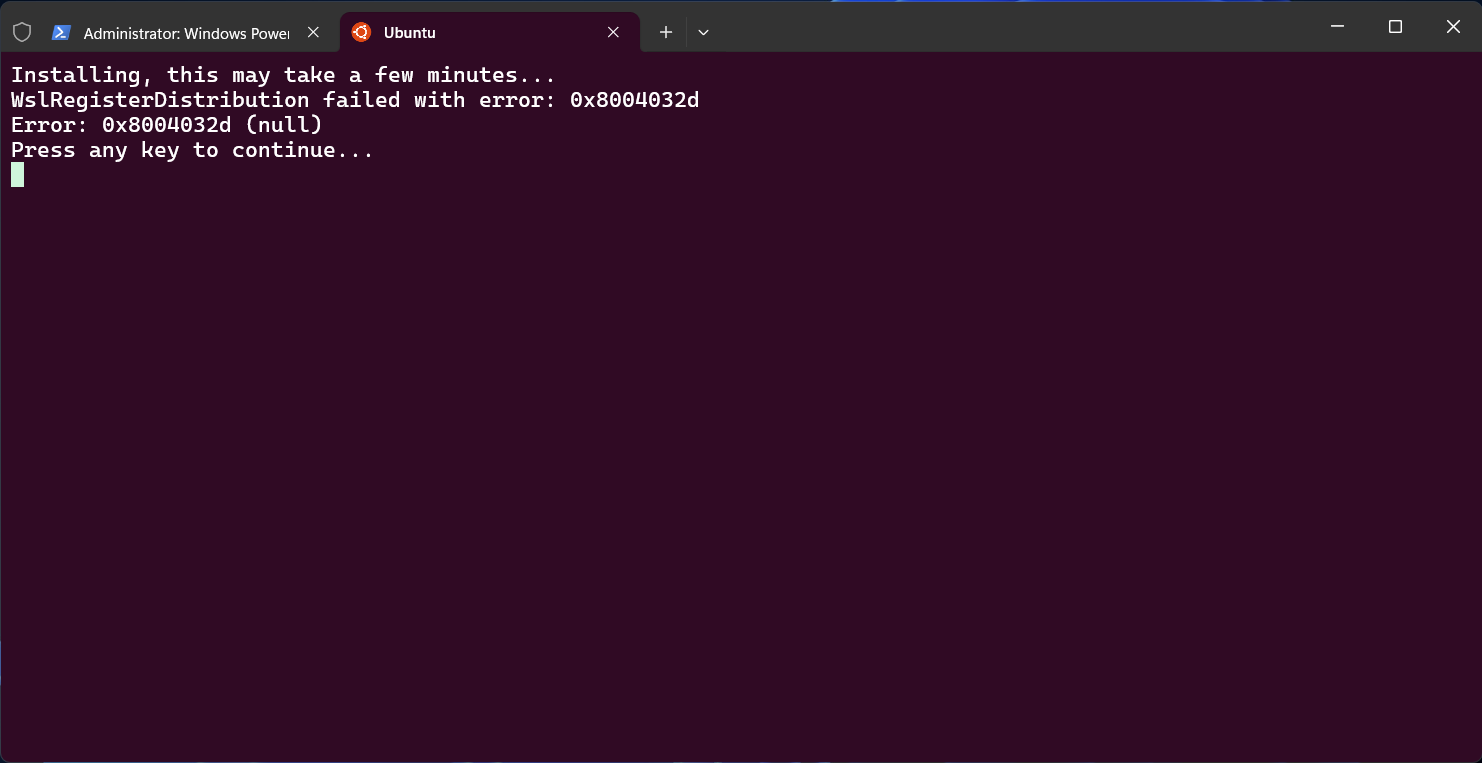 Administrator: Windows Power
Ubuntu
Installing, this may take a few minutes...
WslRegisterDistribution failed with error: 0x8004032d
Error: 0x8004032d (null)
Press any key to continue...